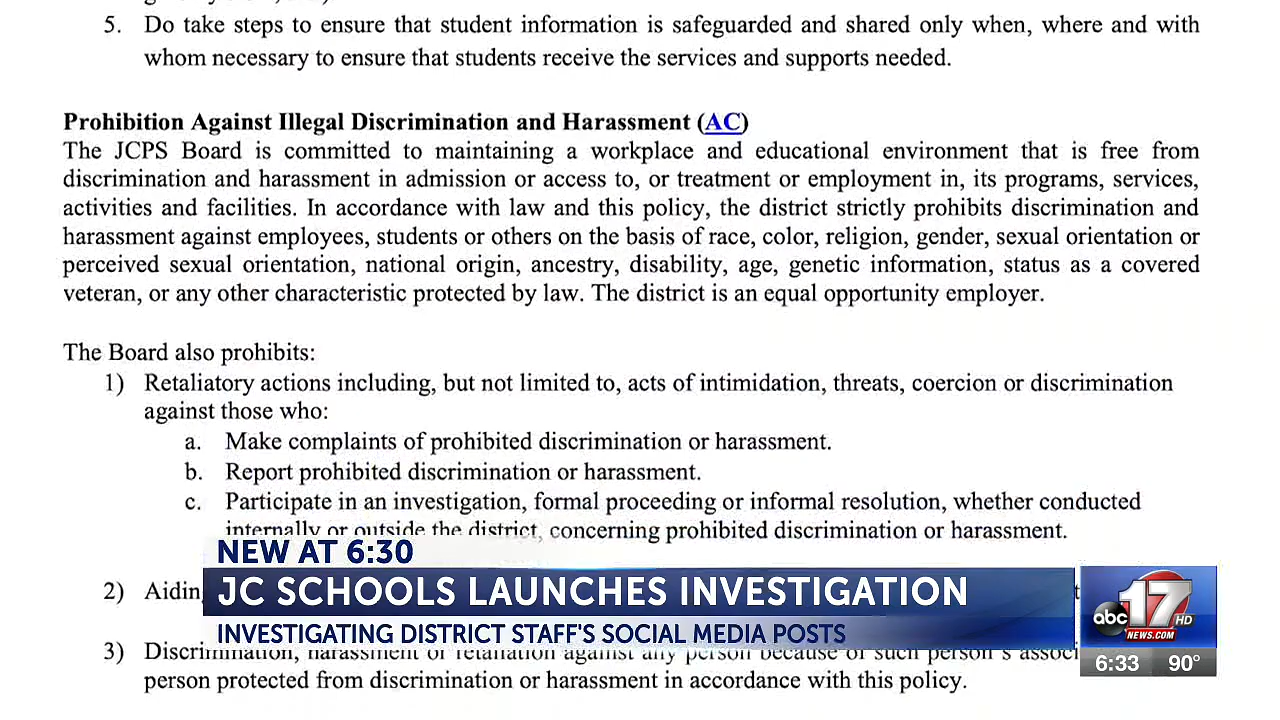 5. Do take steps to ensure that student information is safeguarded and shared only when, where and with
whom necessary to ensure that students receive the services and supports needed.
Prohibition Against Illegal Discrimination and Harassment (AC)
The JCPS Board is committed to maintaining a workplace and educational environment that is free from
discrimination and harassment in admission or access to, or treatment or employment in, its programs, services,
activities and facilities. In accordance with law and this policy, the district strictly prohibits discrimination and
harassment against employees, students or others on the basis of race, color, religion, gender, sexual orientation or
perceived sexual orientation, national origin, ancestry, disability, age, genetic information, status as a covered
veteran, or any other characteristic protected by law. The district is an equal opportunity employer.
The Board also prohibits:
1) Retaliatory actions including, but not limited to, acts of intimidation, threats, coercion or discrimination
against those who:
a. Make complaints of prohibited discrimination or harassment.
b. Report prohibited discrimination or harassment.
c. Participate in an investigation, formal proceeding or informal resolution, whether conducted
internally or outside the district, concerning prohibited discrimination or harassment.
NEW AT 6:30
2) Aidin
JC SCHOOLS LAUNCHES INVESTIGATION
INVESTIGATING DISTRICT STAFF'S SOCIAL MEDIA POSTS
abc 17 HD
NEWS.COM
6:33 90°
3) Discrimination, harassment or retaliation against any person because of such person's associ
person protected from discrimination or harassment in accordance with this policy.